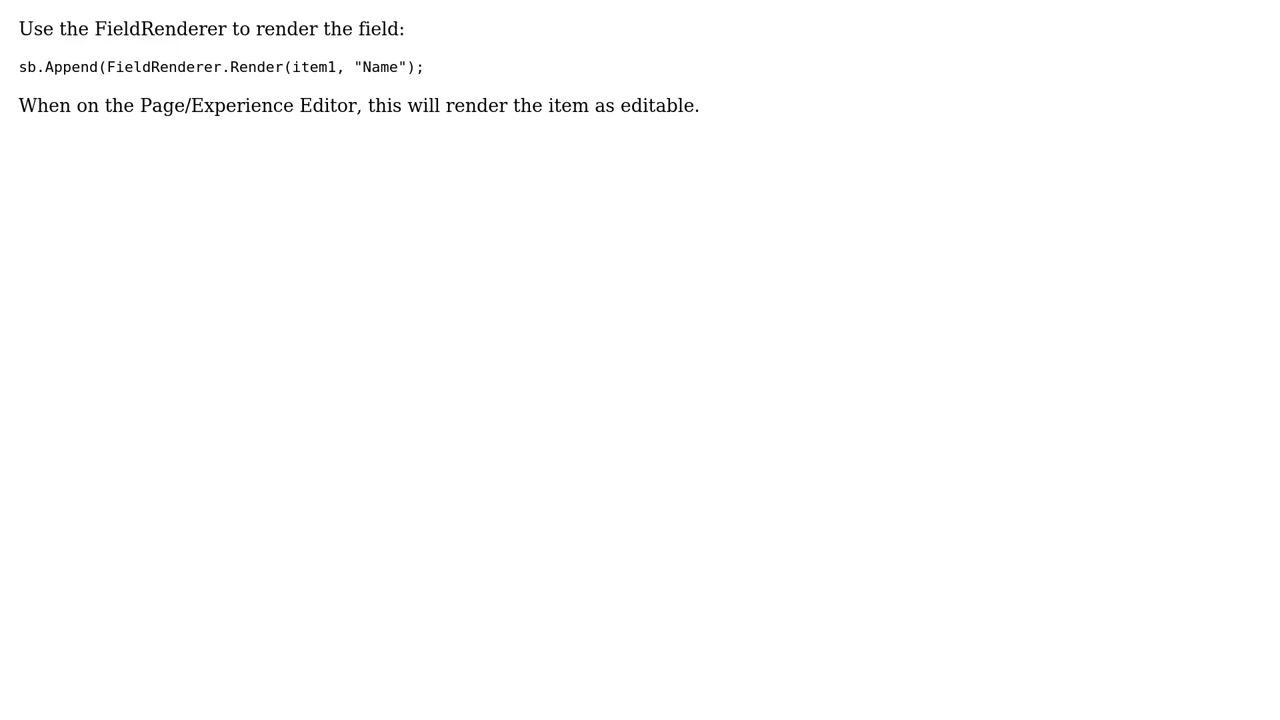 Use the FieldRenderer to render the field:
sb.Append(FieldRenderer.Render(item1, "Name");
When on the Page/Experience Editor, this will render the item as editable.